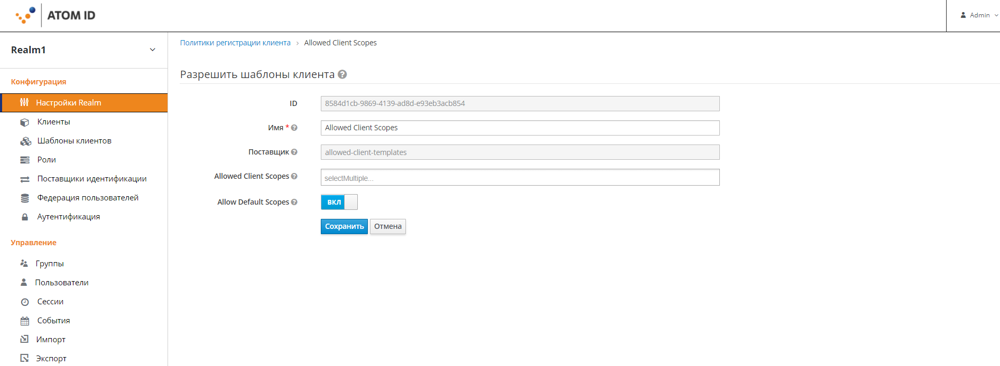 ATOM ID
Admin
Realm1
Конфигурация
Настройки Realm
Клиенты
Шаблоны клиентов
Роли
Поставщики идентификации
Федерация пользователей
Аутентификация
Управление
Группы
Пользователи
Сессии
События
Импорт
Экспорт
Политики регистрации клиента › Allowed Client Scopes
Разрешить шаблоны клиента ?
ID 8584d1cb-9869-4139-ad8d-e93eb3acb854
Имя * ? Allowed Client Scopes
Поставщик ? allowed-client-templates
Allowed Client Scopes ? selectMultiple...
Allow Default Scopes ? ВКЛ
Сохранить Отмена